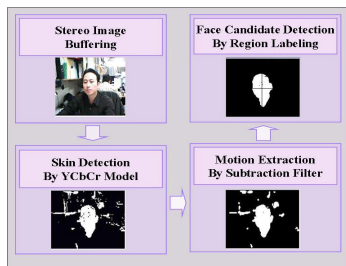 Stereo Image
Buffering
Skin Detection
By YCbCr Model
Motion Extraction
By Subtraction Filter
Face Candidate Detection
By Region Labeling